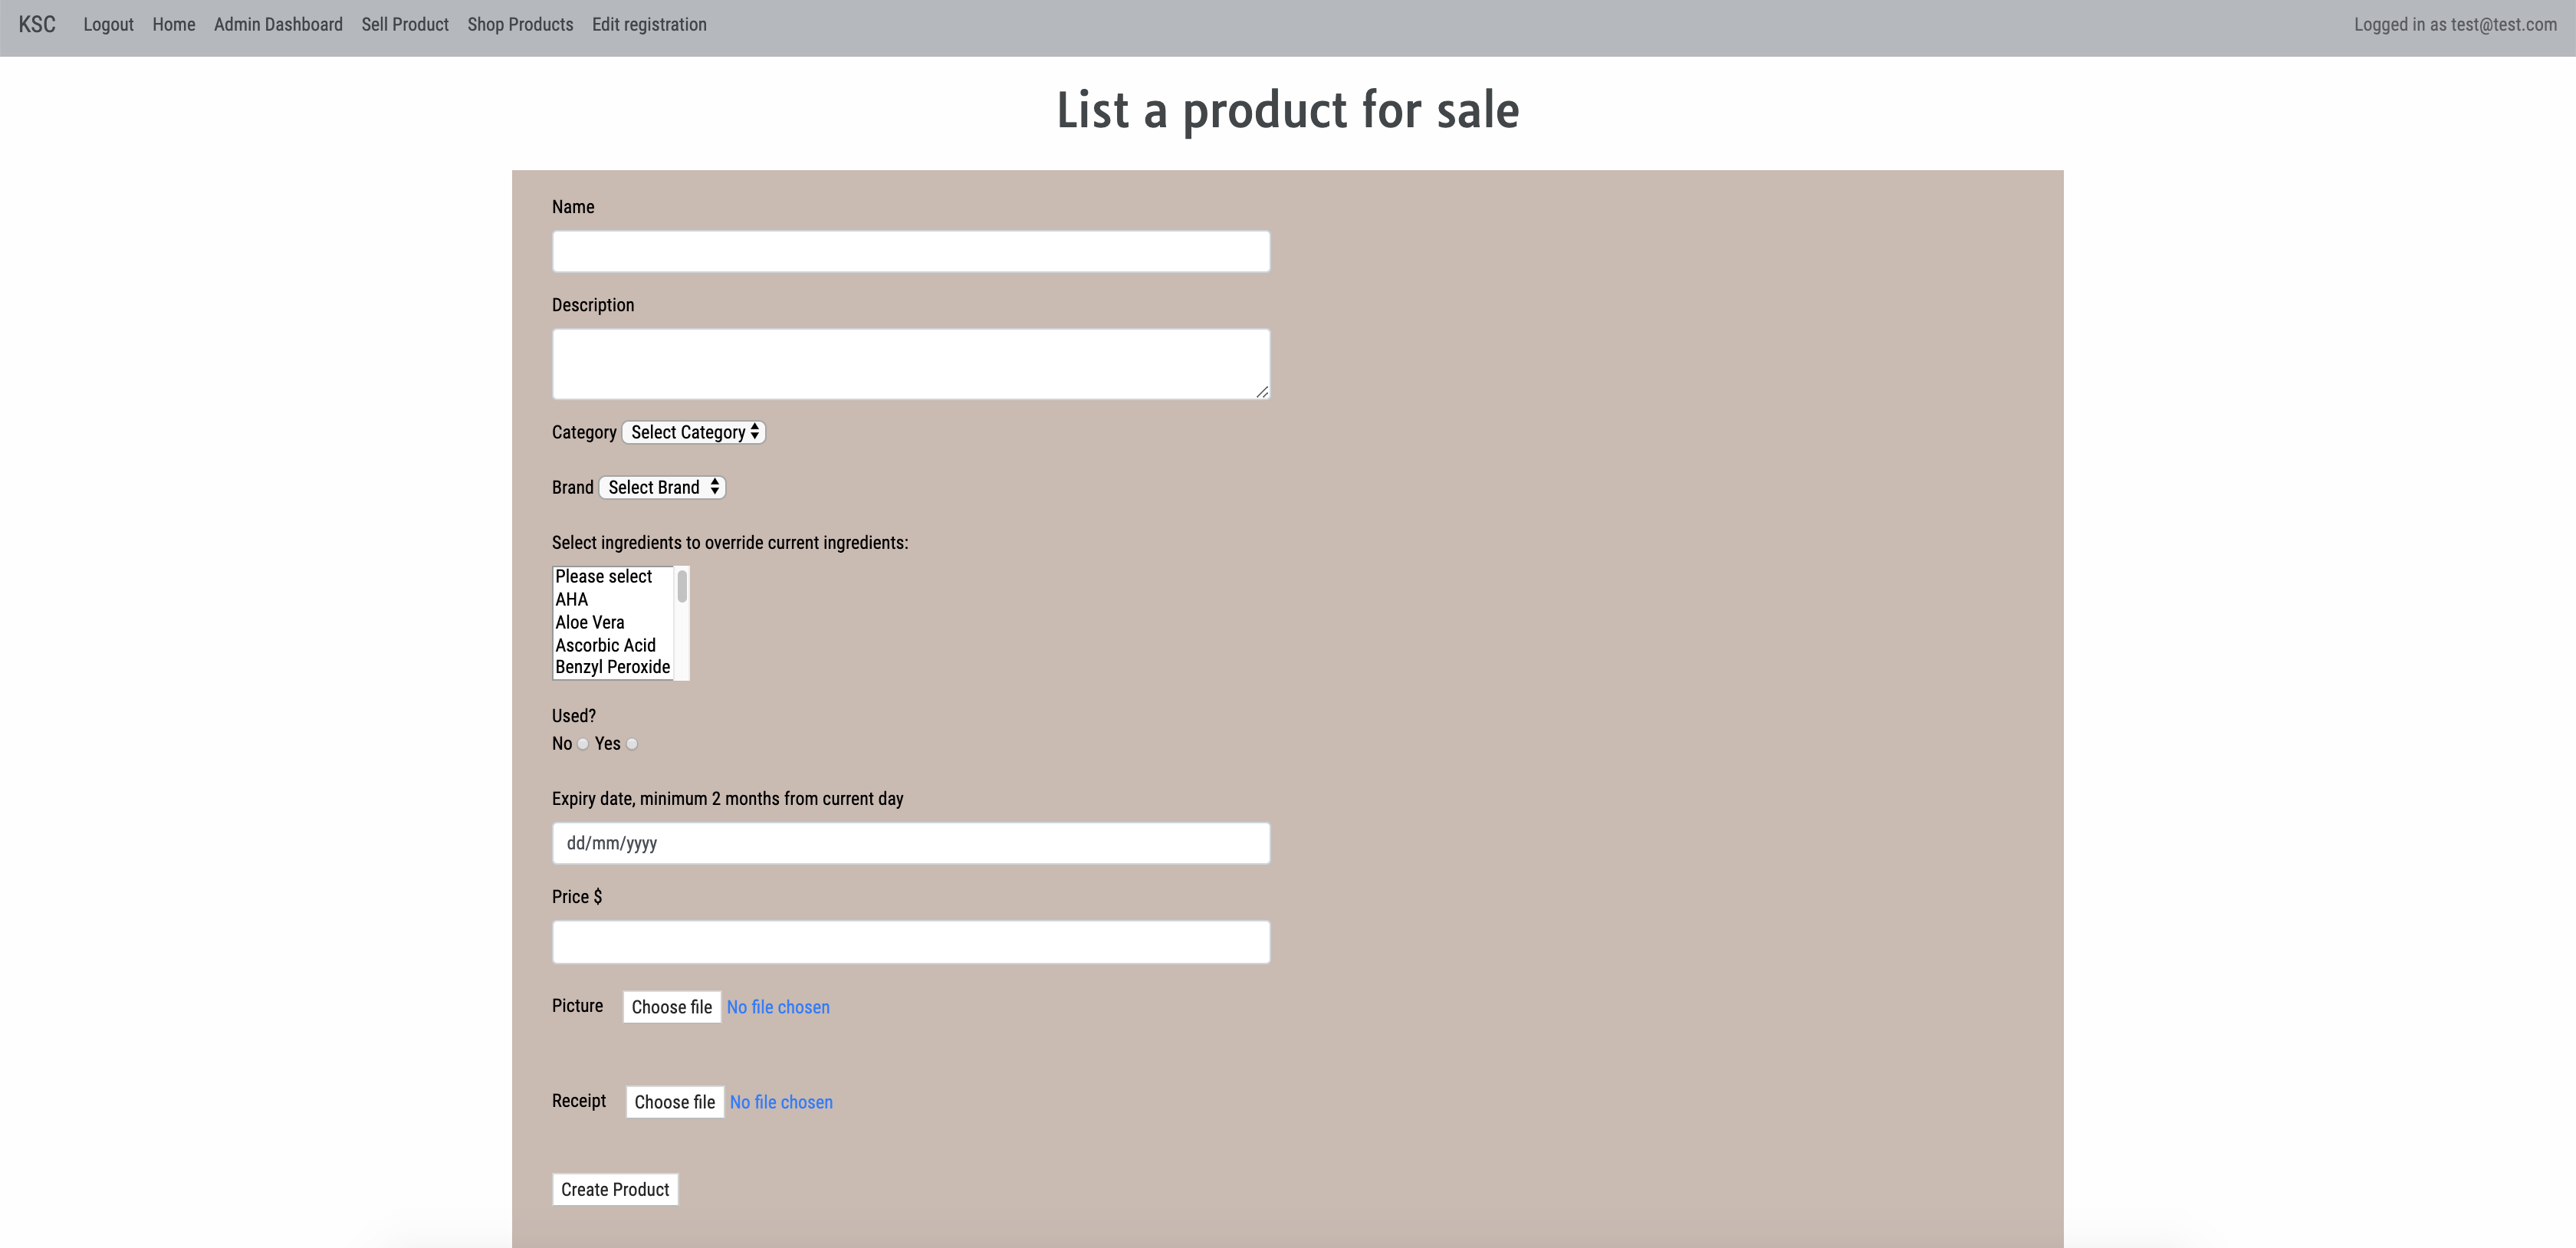 KSC Logout Home Admin Dashboard Sell Product Shop Products Edit registration Logged in as test@test.com
List a product for sale
Name
Description
Category Select Category
Brand Select Brand
Select ingredients to override current ingredients:
Please select
AHA
Aloe Vera
Ascorbic Acid
Benzyl Peroxide
Used?
No Yes
Expiry date, minimum 2 months from current day
dd/mm/yyyy
Price $
Picture Choose file No file chosen
Receipt Choose file No file chosen
Create Product